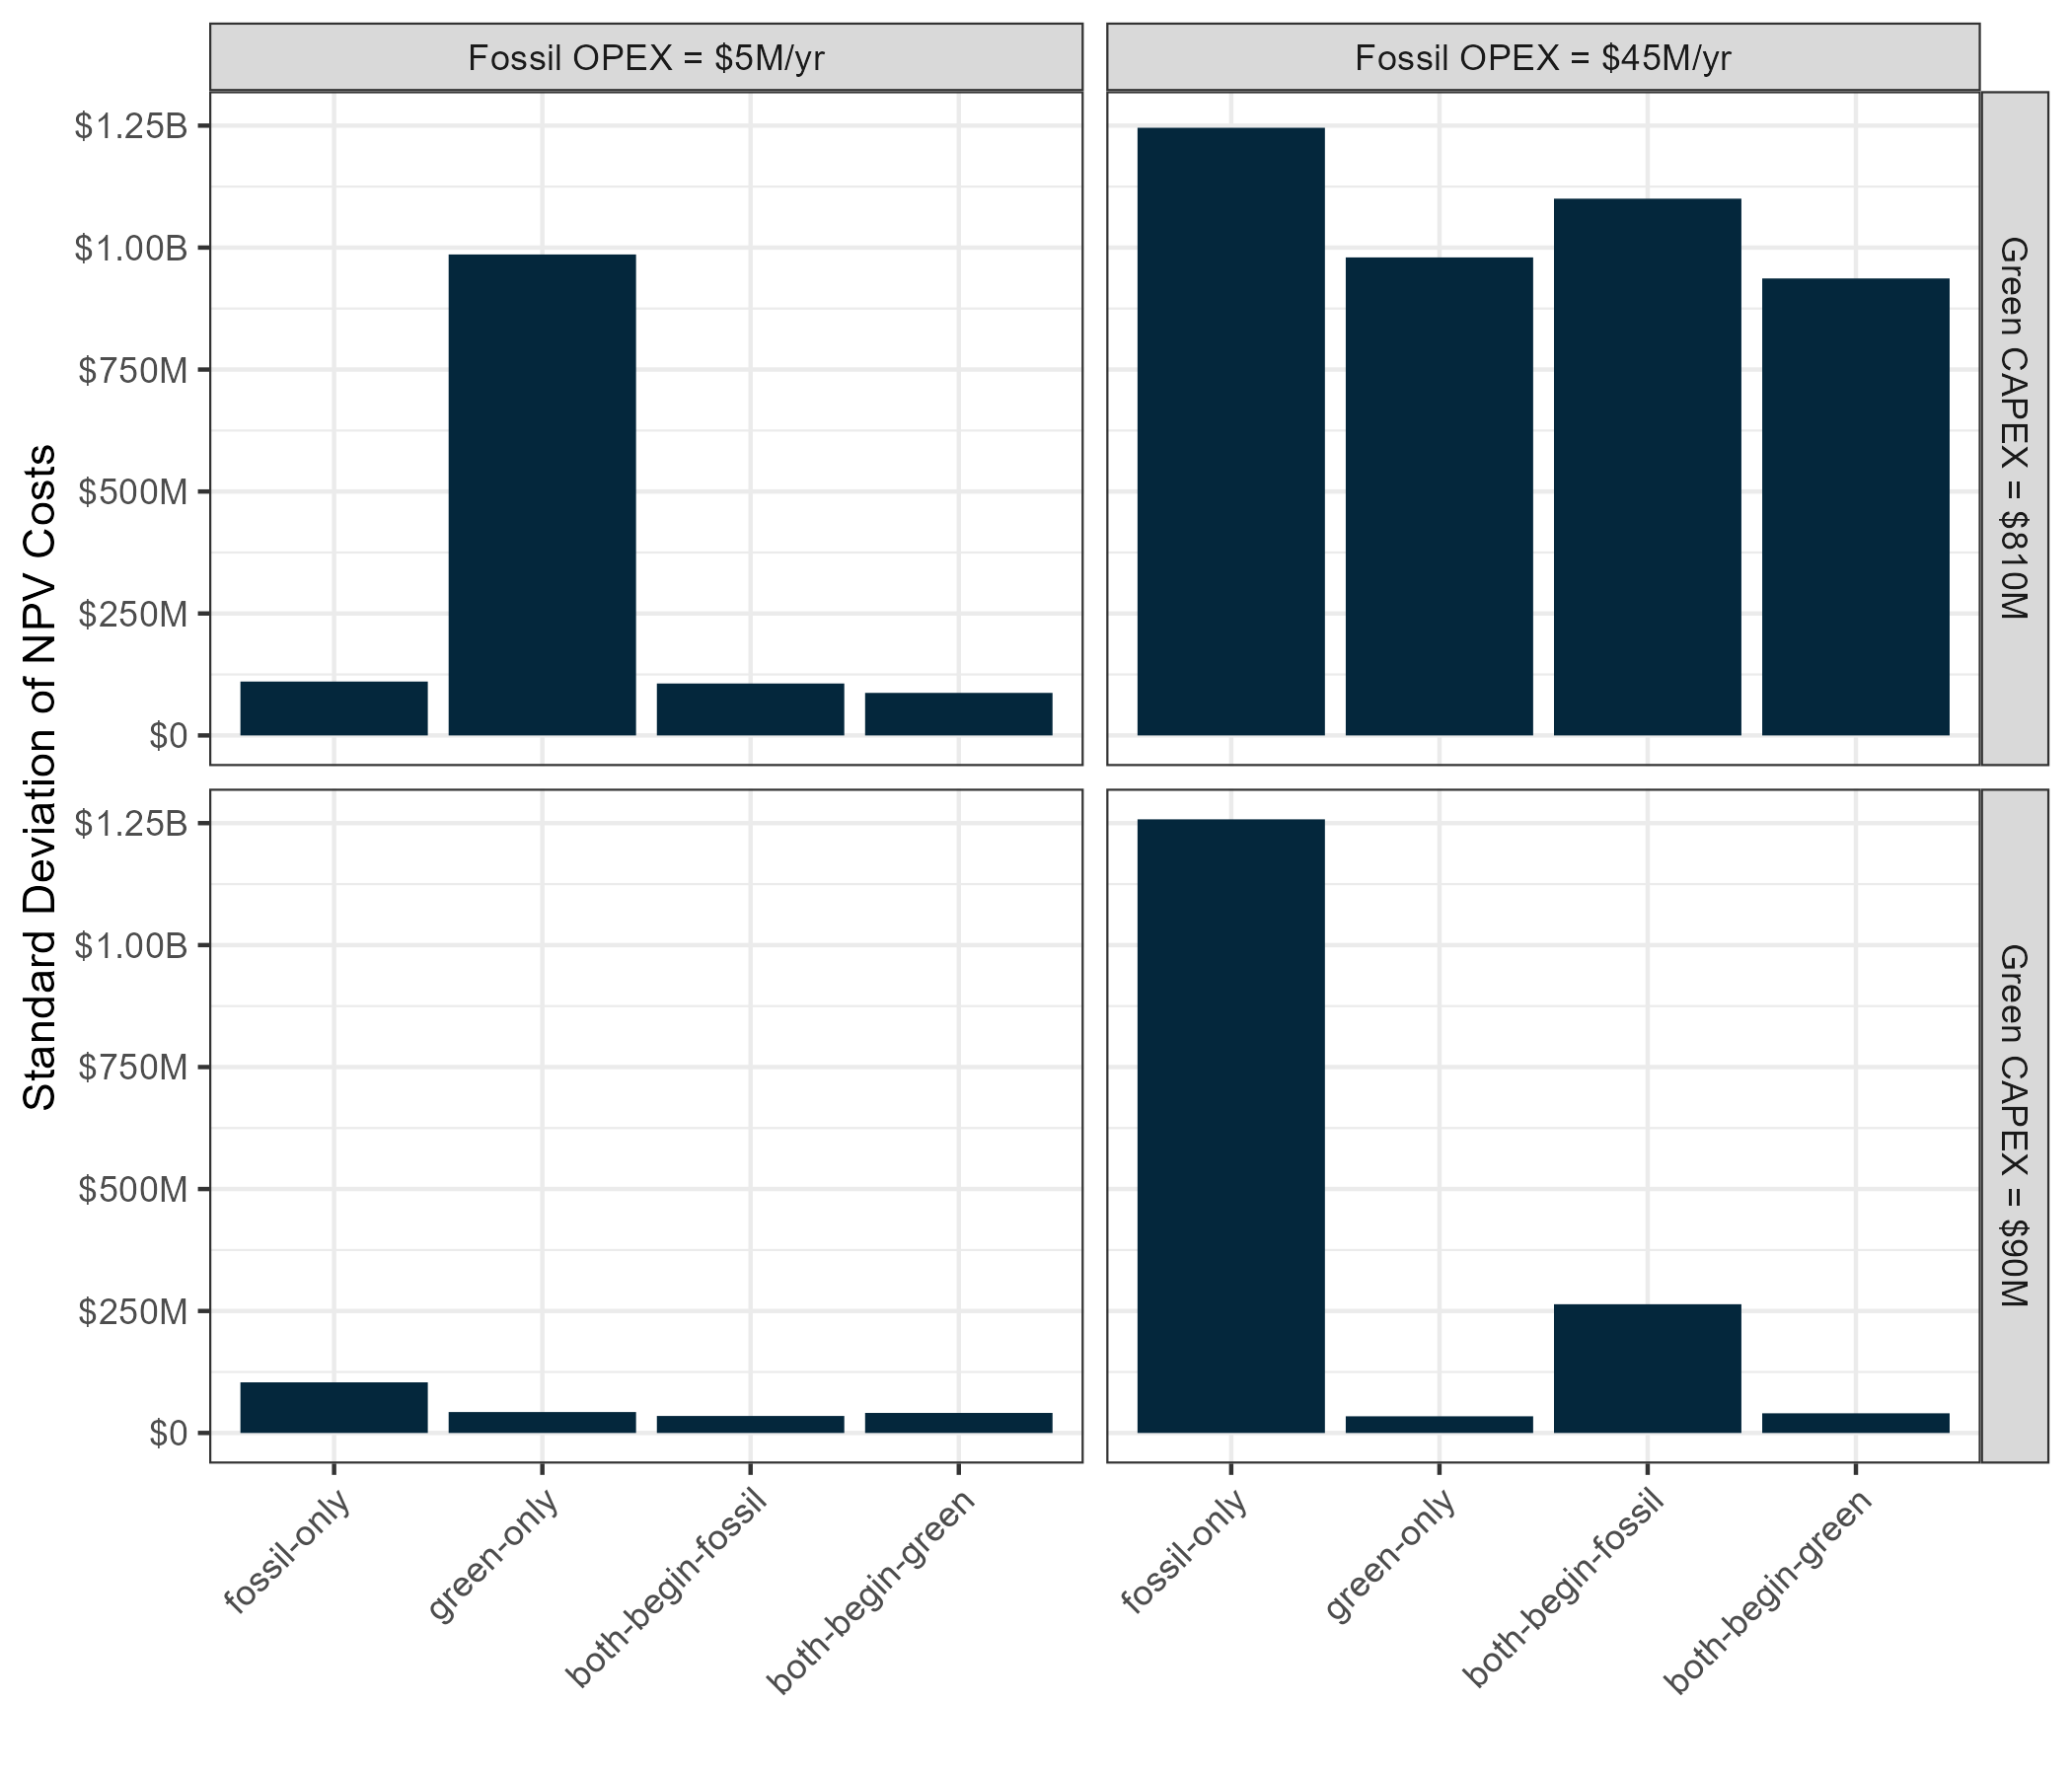 Fossil OPEX = $5M/yr
Fossil OPEX = $45M/yr
Standard Deviation of NPV Costs
$1.25B
$1.00B
$750M
$500M
$250M
$0
Green CAPEX = $810M
$1.25B
$1.00B
$750M
$500M
$250M
$0
Green CAPEX = $90M
fossil-only
green-only
both-begin-fossil
both-begin-green
fossil-only
green-only
both-begin-fossil
both-begin-green